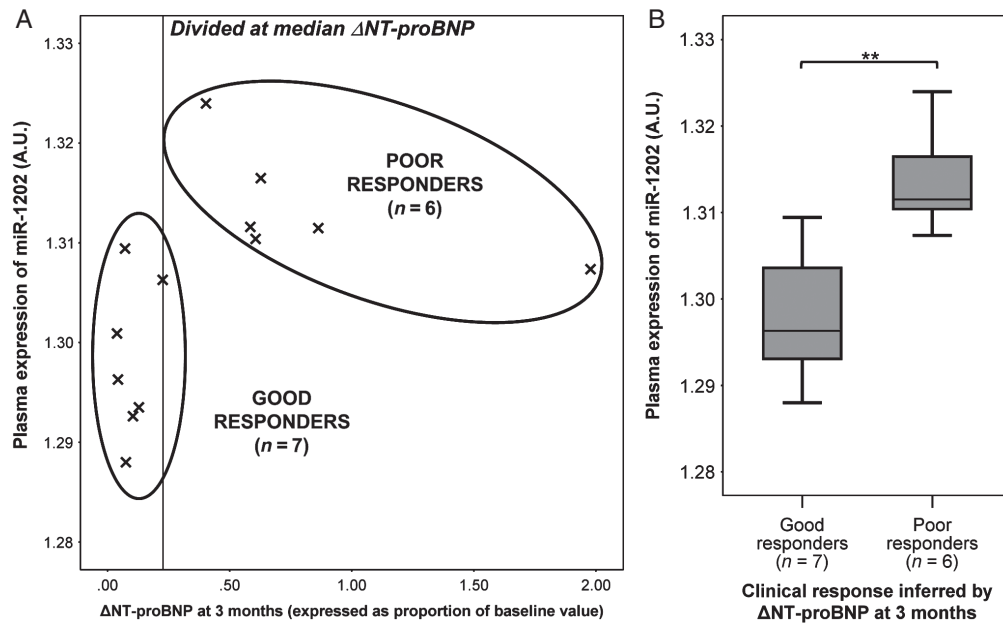 A
Divided at median ΔNT-proBNP
Plasma expression of miR-1202 (A.U.)
1.33
1.32
1.31
1.30
1.29
1.28
POOR
RESPONDERS
(n = 6)
GOOD
RESPONDERS
(n = 7)
.00
.50
1.00
1.50
2.00
ΔNT-proBNP at 3 months (expressed as proportion of baseline value)
B
Plasma expression of miR-1202 (A.U.)
1.33
1.32
1.31
1.30
1.29
1.28
**
Good
responders
(n = 7)
Poor
responders
(n = 6)
Clinical response inferred by
ΔNT-proBNP at 3 months